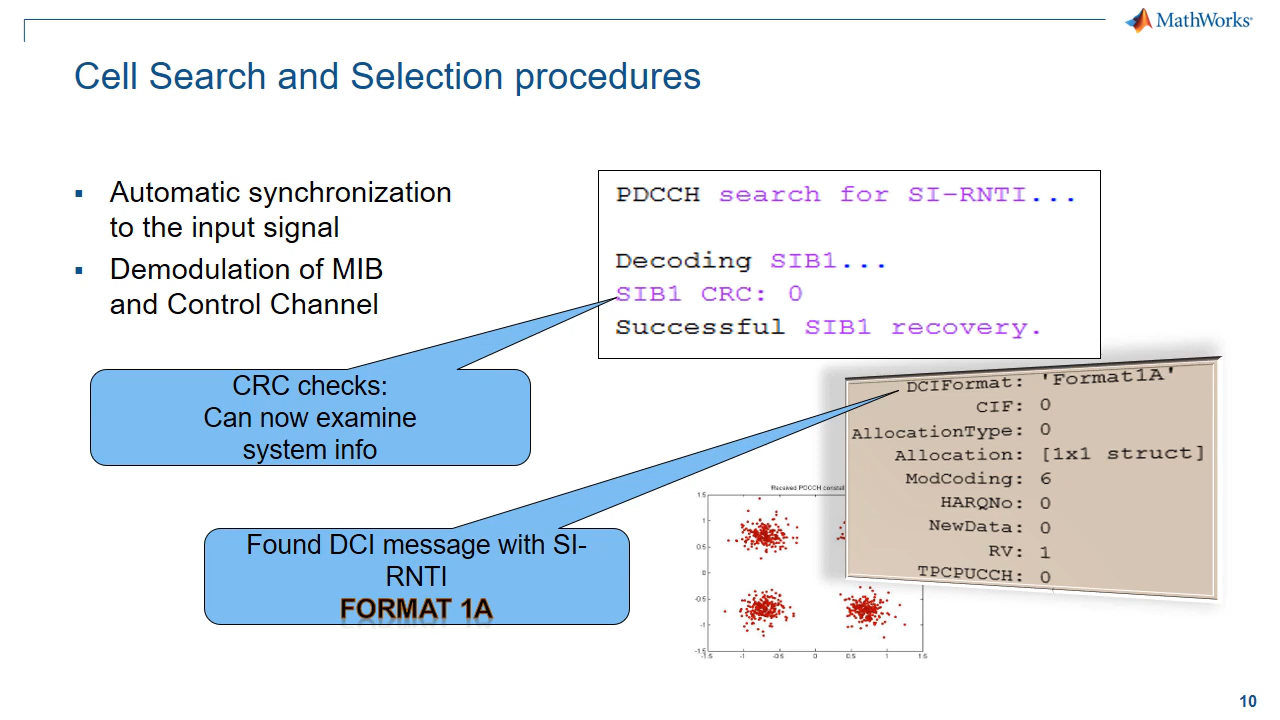 MathWorks
Cell Search and Selection procedures
▪ Automatic synchronization
to the input signal
▪ Demodulation of MIB
and Control Channel
PDCCH search for SI-RNTI...
Decoding SIB1...
SIB1 CRC: 0
Successful SIB1 recovery.
CRC checks:
Can now examine
system info
DCIFormat: 'Format1A'
CIF: 0
AllocationType: 0
Allocation: [1x1 struct]
ModCoding: 6
HARQNo: 0
NewData: 0
RV: 1
TPCPUCCH: 0
Found DCI message with SI-
RNTI
FORMAT 1A
Received PDCCH
1.5
1
0.5
0
-0.5
-1
-1.5
-1.5 -1 -0.5 0 0.5 1 1.5
10